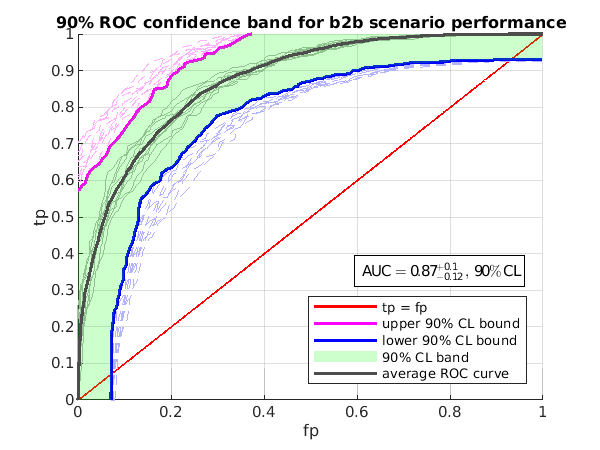 90% ROC confidence band for b2b scenario performance
1
0.9
0.8
0.7
0.6
0.5
0.4
0.3
0.2
0.1
0
tp
AUC = 0.87 +0.1 −0.12, 90%CL
tp = fp
upper 90% CL bound
lower 90% CL bound
90% CL band
average ROC curve
0 0.2 0.4 0.6 0.8 1
fp